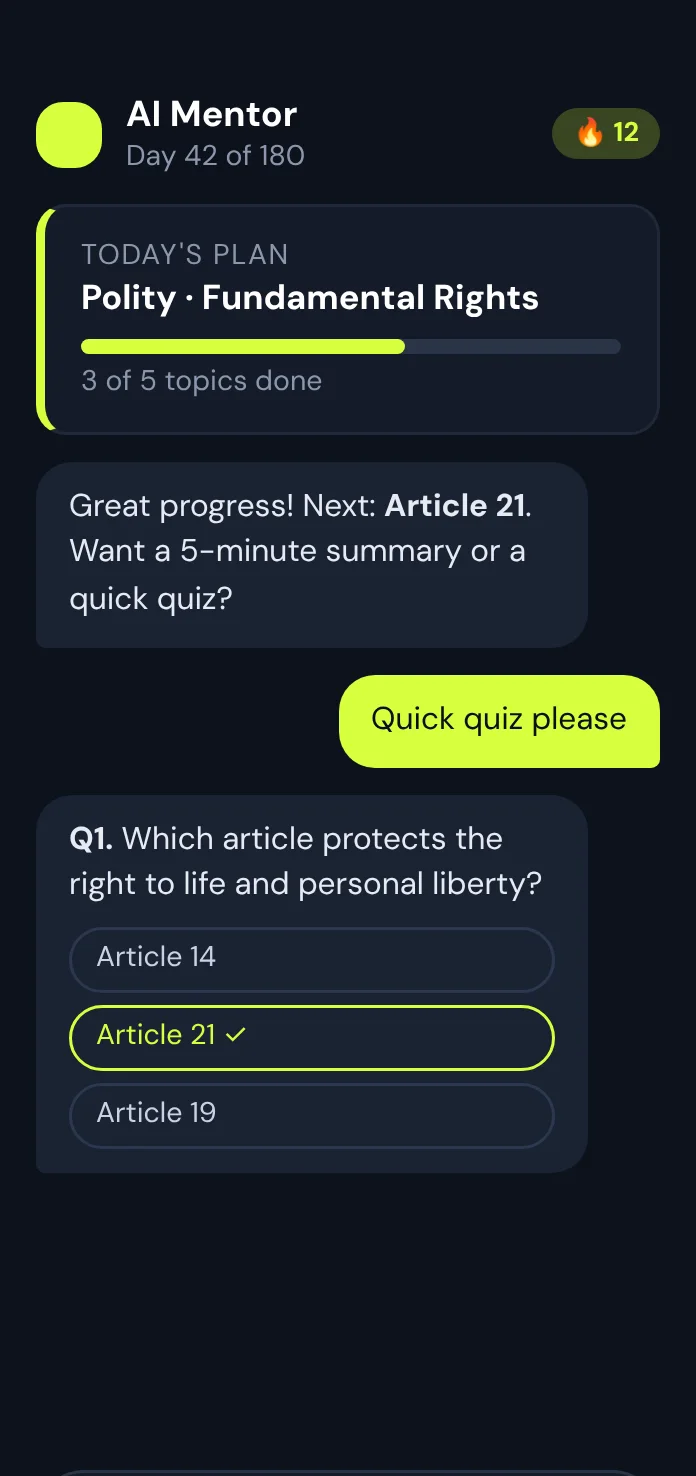 AI Mentor
Day 42 of 180
🔥 12
TODAY'S PLAN
Polity · Fundamental Rights
3 of 5 topics done
Great progress! Next: Article 21.
Want a 5-minute summary or a
quick quiz?
Quick quiz please
Q1. Which article protects the
right to life and personal liberty?
Article 14
Article 21 ✓
Article 19